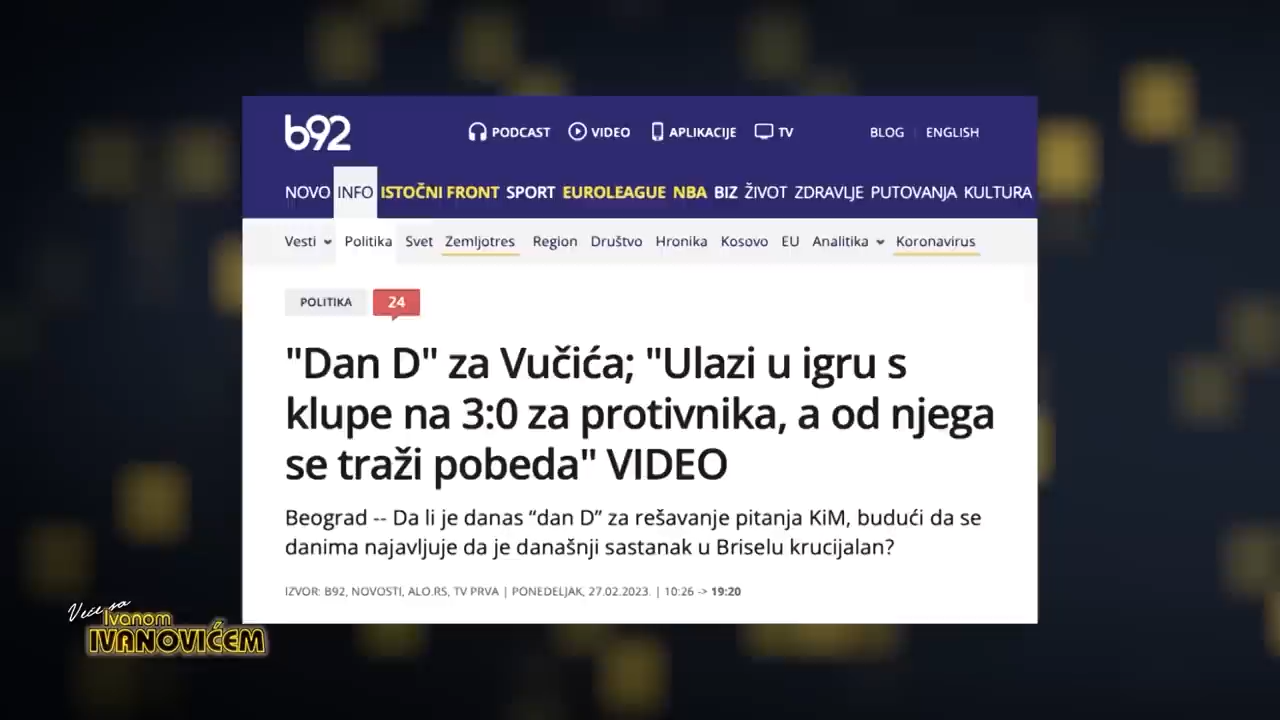 b92
PODCAST VIDEO APLIKACIJE TV BLOG ENGLISH
NOVO INFO ISTOČNI FRONT SPORT EUROLEAGUE NBA BIZ ŽIVOT ZDRAVLJE PUTOVANJA KULTURA
Vesti Politika Svet Zemljotres Region Društvo Hronika Kosovo EU Analitika Koronavirus
POLITIKA 24
"Dan D" za Vučića; "Ulazi u igru s
klupe na 3:0 za protivnika, a od njega
se traži pobeda" VIDEO
Beograd -- Da li je danas “dan D” za rešavanje pitanja KiM, budući da se
danima najavljuje da je današnji sastanak u Briselu krucijalan?
IZVOR: B92, NOVOSTI, ALO.RS, TV PRVA | PONEDELJAK, 27.02.2023. | 10:26 -> 19:20
Veče sa
Ivanom
IVANOVIĆEM